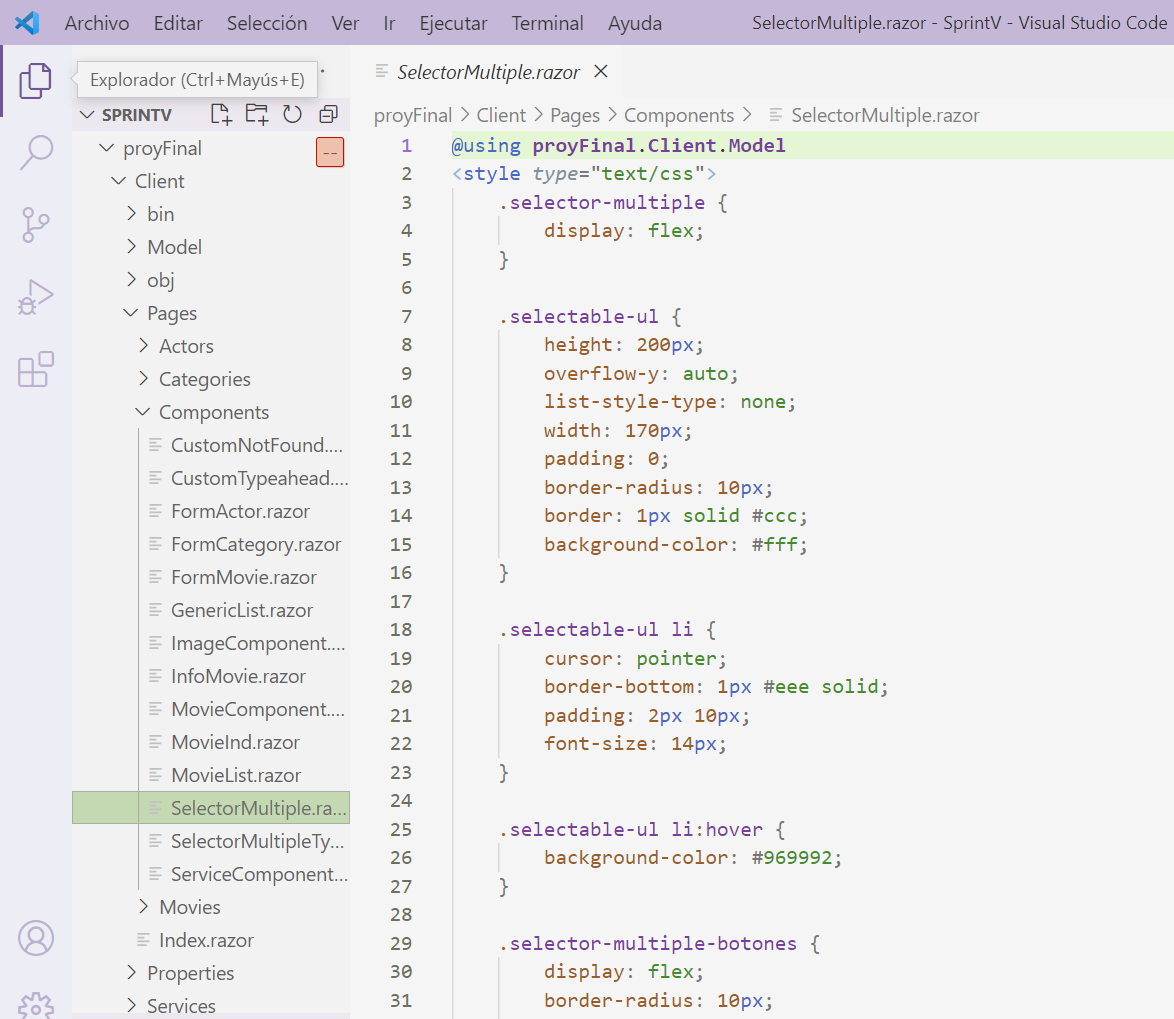 Archivo Editar Selección Ver Ir Ejecutar Terminal Ayuda SelectorMultiple.razor - SprintV - Visual Studio Code
Explorador (Ctrl+Mayús+E)
SelectorMultiple.razor
SPRINTV
proyFinal
Client
bin
Model
obj
Pages
Actors
Categories
Components
CustomNotFound....
CustomTypeahead....
FormActor.razor
FormCategory.razor
FormMovie.razor
GenericList.razor
ImageComponent....
InfoMovie.razor
MovieComponent....
MovieInd.razor
MovieList.razor
SelectorMultiple.ra...
SelectorMultipleTy...
ServiceComponent...
Movies
Index.razor
Properties
Services
proyFinal > Client > Pages > Components > SelectorMultiple.razor
1 @using proyFinal.Client.Model
2 <style type="text/css">
3 .selector-multiple {
4 display: flex;
5 }
6
7 .selectable-ul {
8 height: 200px;
9 overflow-y: auto;
10 list-style-type: none;
11 width: 170px;
12 padding: 0;
13 border-radius: 10px;
14 border: 1px solid #ccc;
15 background-color: #fff;
16 }
17
18 .selectable-ul li {
19 cursor: pointer;
20 border-bottom: 1px #eee solid;
21 padding: 2px 10px;
22 font-size: 14px;
23 }
24
25 .selectable-ul li:hover {
26 background-color: #969992;
27 }
28
29 .selector-multiple-botones {
30 display: flex;
31 border-radius: 10px;